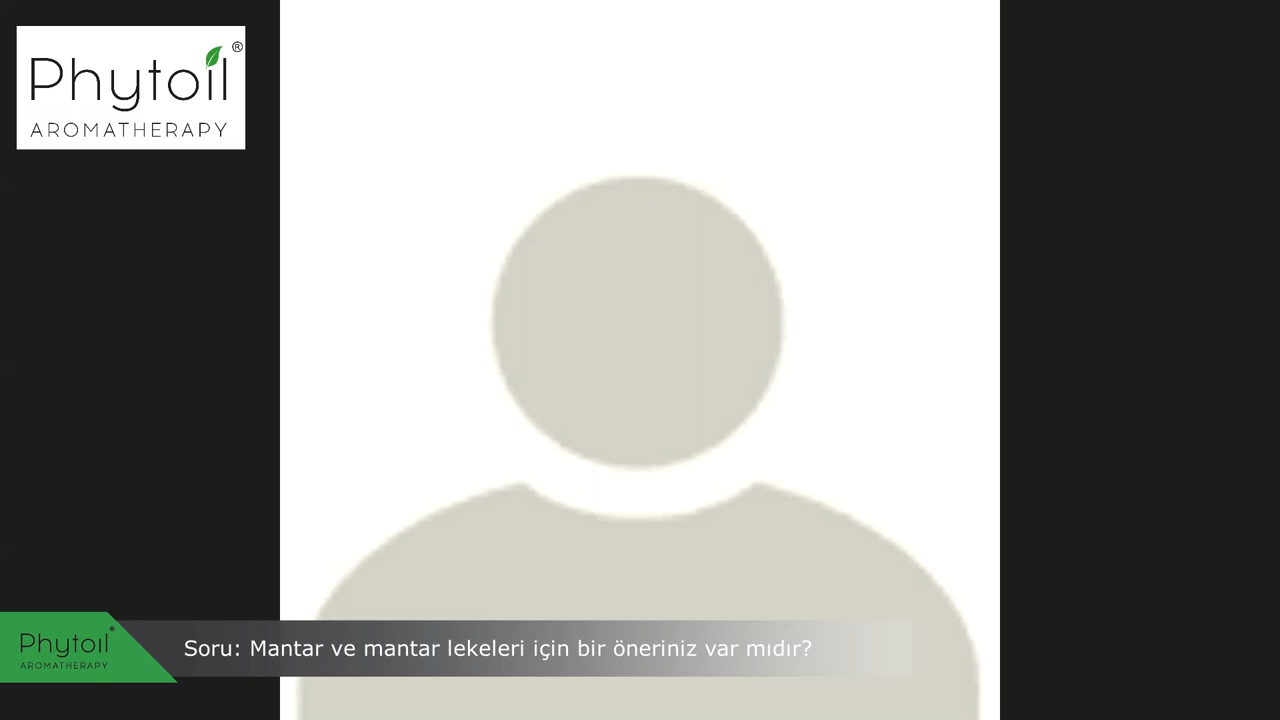 Phytoil®
AROMATHERAPY
Phytoil®
AROMATHERAPY
Soru: Mantar ve mantar lekeleri için bir öneriniz var mıdır?